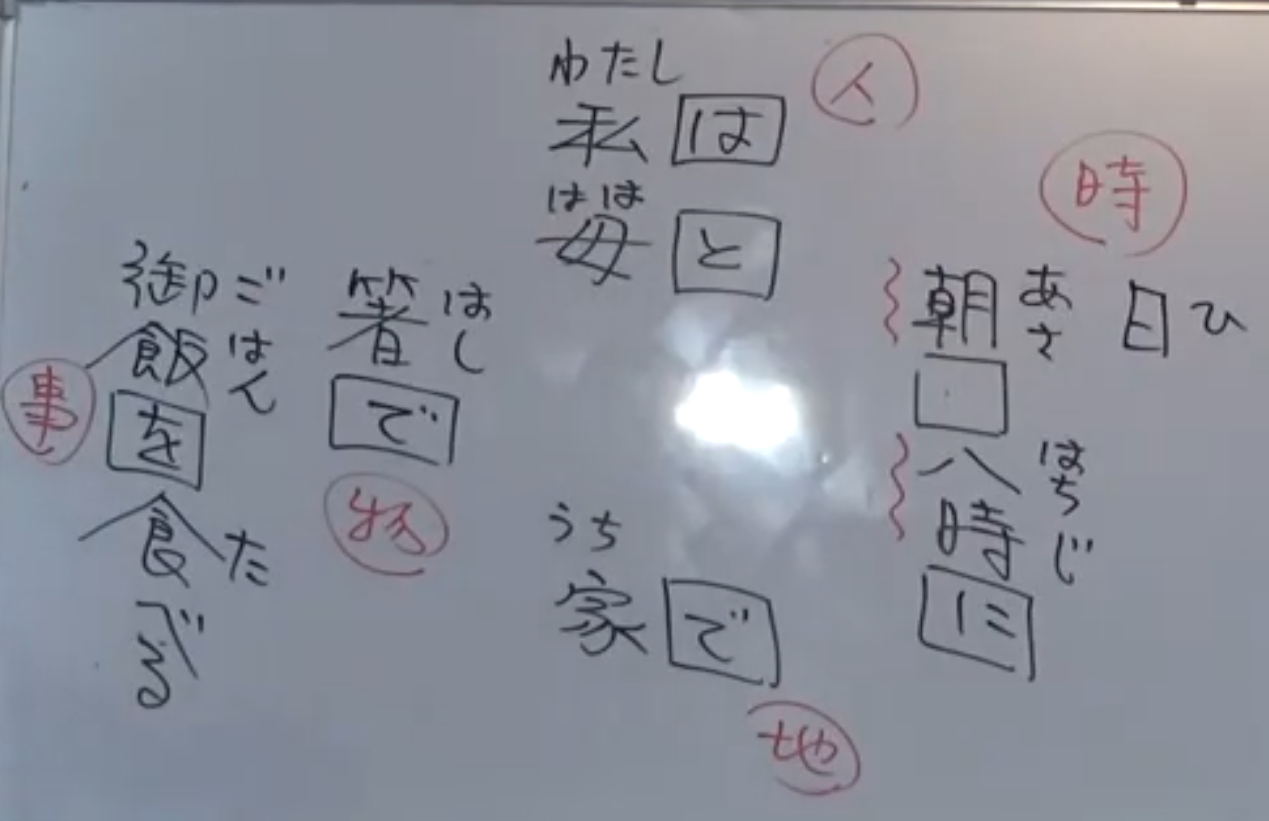 時
日 ひ
朝 あさ
八時に はちじ
人
わたし
私は
はは
母と
うち
家で
地
箸で はし
物
御飯を食べる ごはん た
事